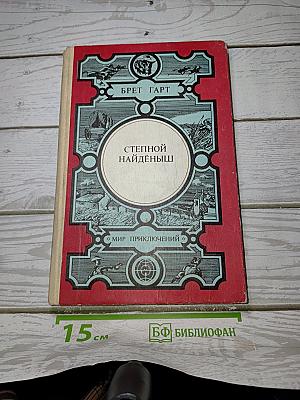 БРЕТ ГАРТ
СТЕПНОЙ
НАЙДЁНЫШ
МИР ПРИКЛЮЧЕНИЙ
15 см
БФ БИБЛИОФАН